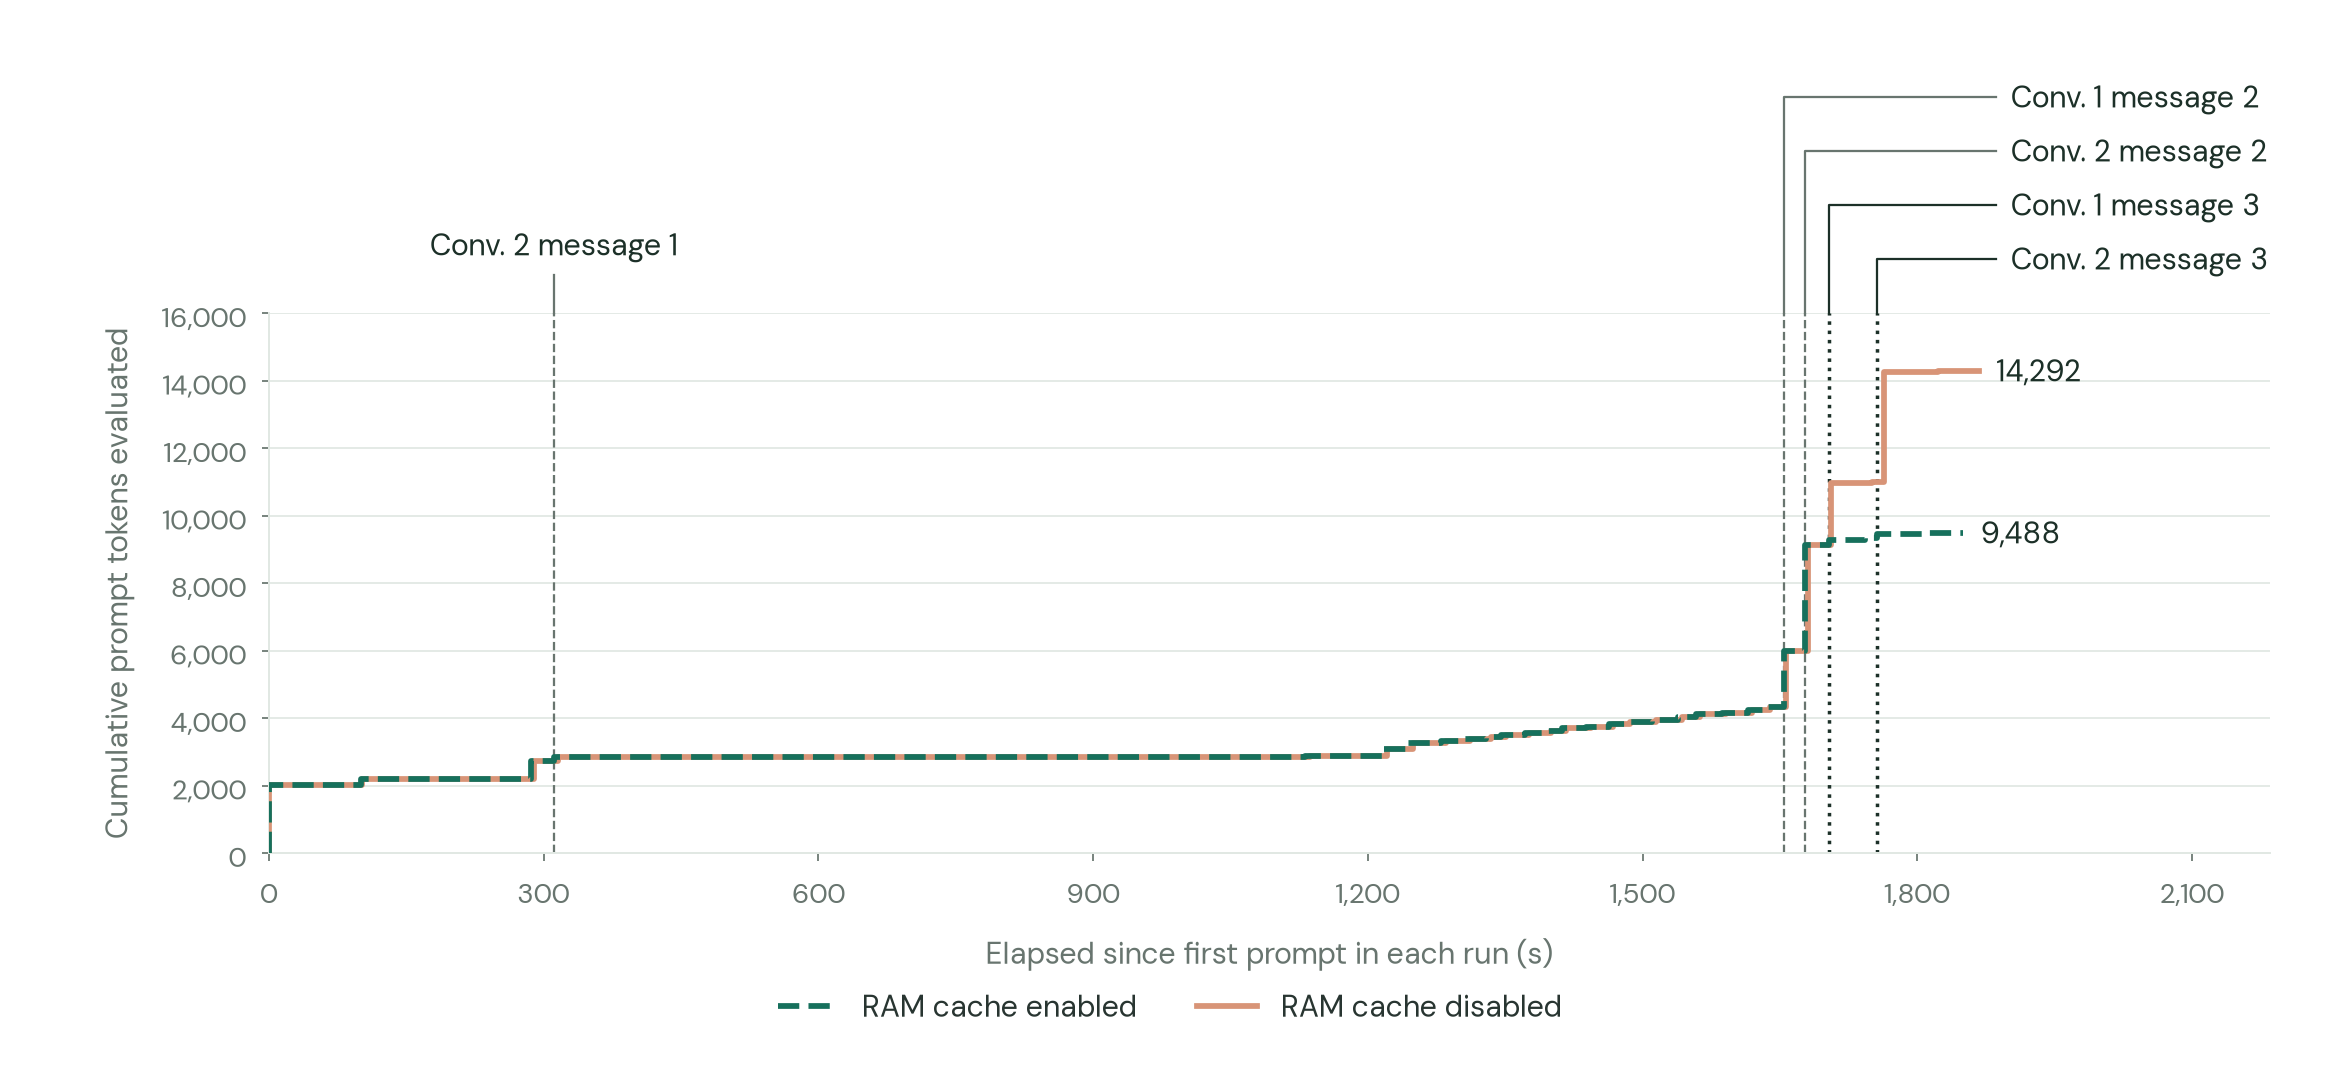 Conv. 1 message 2
Conv. 2 message 2
Conv. 1 message 3
Conv. 2 message 1
Conv. 2 message 3
Cumulative prompt tokens evaluated
16,000
14,000
12,000
10,000
8,000
6,000
4,000
2,000
0
14,292
9,488
0 300 600 900 1,200 1,500 1,800 2,100
Elapsed since first prompt in each run (s)
RAM cache enabled RAM cache disabled